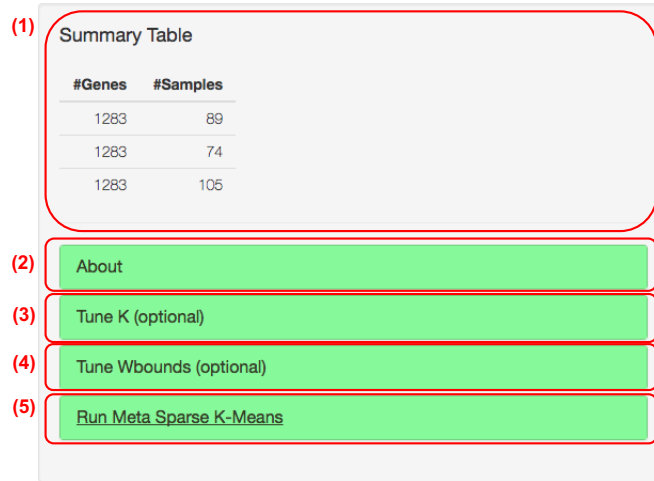 (1)
Summary Table
#Genes #Samples
1283 89
1283 74
1283 105
(2) About
(3) Tune K (optional)
(4) Tune Wbounds (optional)
(5) Run Meta Sparse K-Means